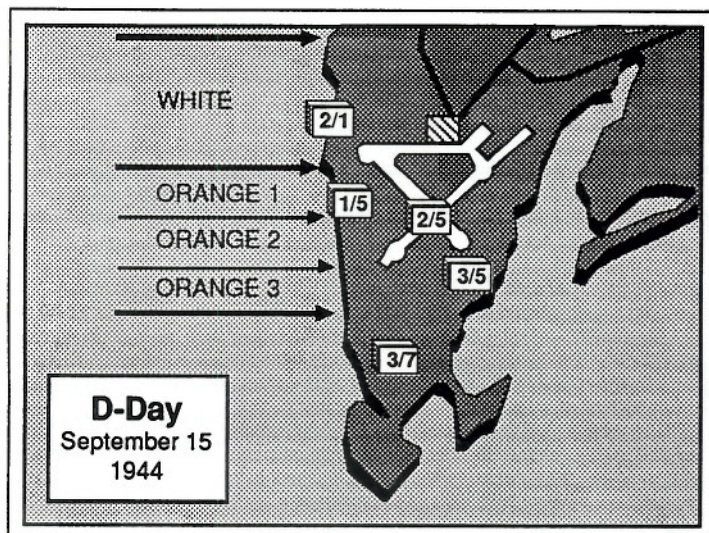 WHITE
2/1
ORANGE 1
1/5
ORANGE 2
2/5
ORANGE 3
3/5
3/7
D-Day
September 15
1944